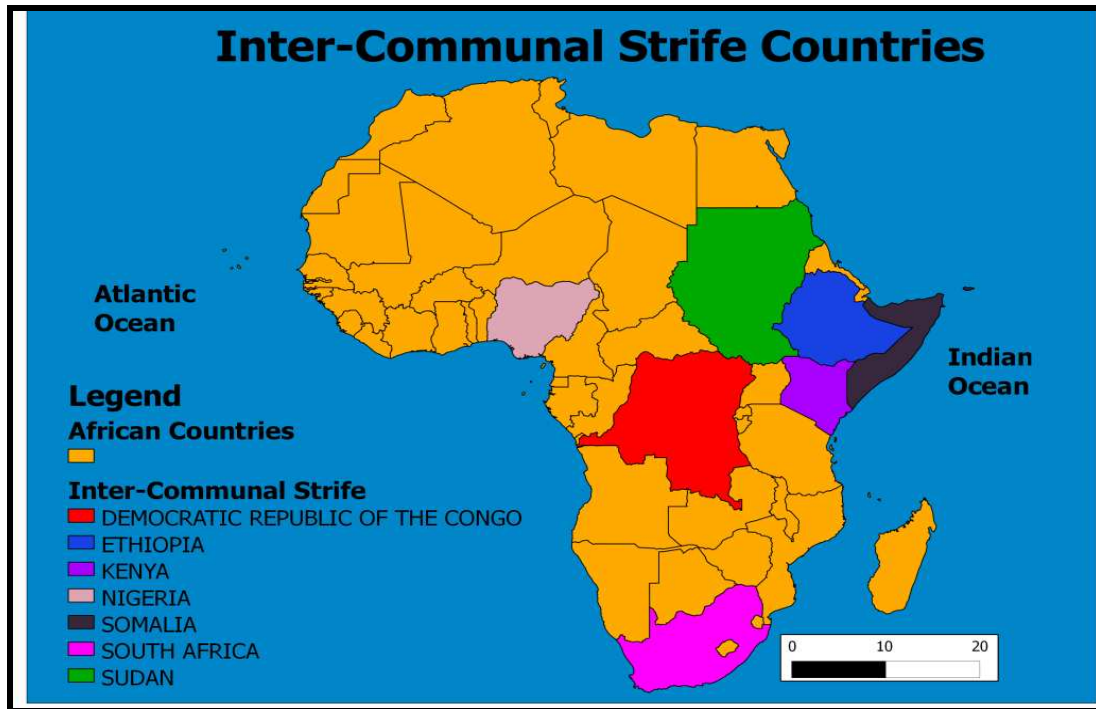 Inter-Communal Strife Countries
Atlantic
Ocean
Indian
Ocean
Legend
African Countries
Inter-Communal Strife
DEMOCRATIC REPUBLIC OF THE CONGO
ETHIOPIA
KENYA
NIGERIA
SOMALIA
SOUTH AFRICA
SUDAN
0 10 20